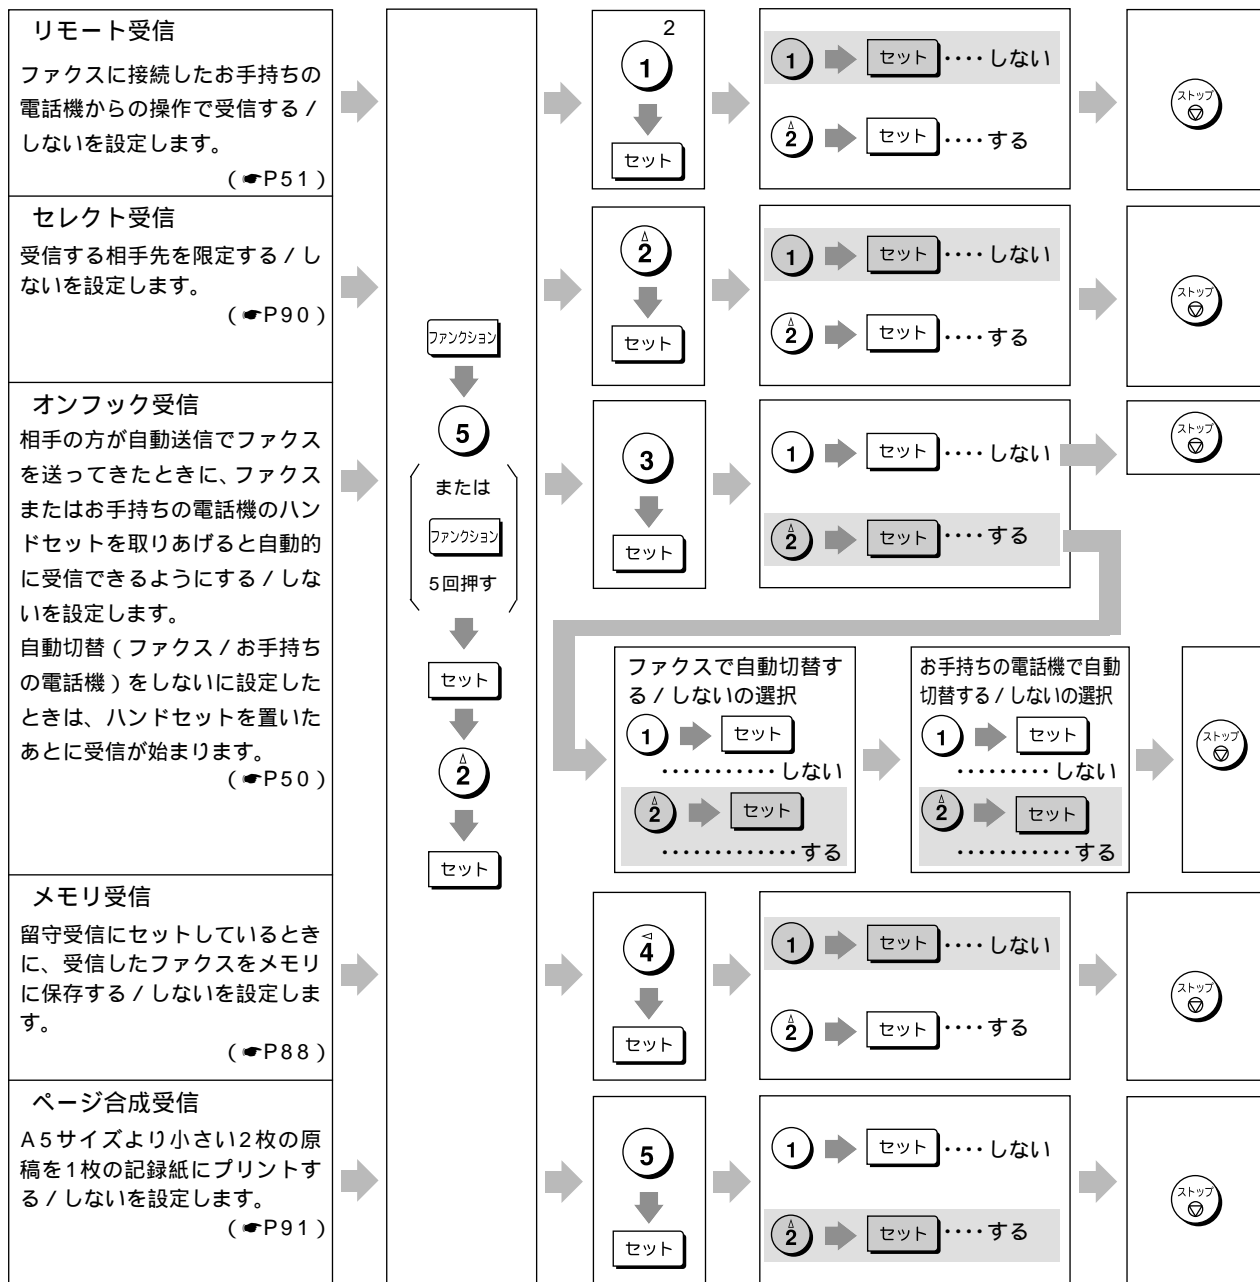 リモート受信
ファクスに接続したお手持ちの
電話機からの操作で受信する/
しないを設定します。
(☛P51)
セレクト受信
受信する相手先を限定する/し
ないを設定します。
(☛P90)
オンフック受信
相手の方が自動送信でファクス
を送ってきたときに、ファクス
またはお手持ちの電話機のハン
ドセットを取りあげると自動的
に受信できるようにする/しな
いを設定します。
自動切替(ファクス/お手持ち
の電話機)をしないに設定した
ときは、ハンドセットを置いた
あとに受信が始まります。
(☛P50)
メモリ受信
留守受信にセットしているとき
に、受信したファクスをメモリ
に保存する/しないを設定しま
す。
(☛P88)
ページ合成受信
A5サイズより小さい2枚の原
稿を1枚の記録紙にプリントす
る/しないを設定します。
(☛P91)
ファンクション
5
または
ファンクション
5回押す
セット
2
セット
2
1
セット
1 セット ････しない
2 セット ････する
ストップ
2
セット
1 セット ････しない
2 セット ････する
ストップ
3
セット
1 セット ････しない
2 セット ････する
ストップ
ファクスで自動切替す
る/しないの選択
1 セット
･･･････････しない
2 セット
･････････････する
お手持ちの電話機で自動
切替する/しないの選択
1 セット
･････････しない
2 セット
･･････････する
ストップ
4
セット
1 セット ････しない
2 セット ････する
ストップ
5
セット
1 セット ････しない
2 セット ････する
ストップ